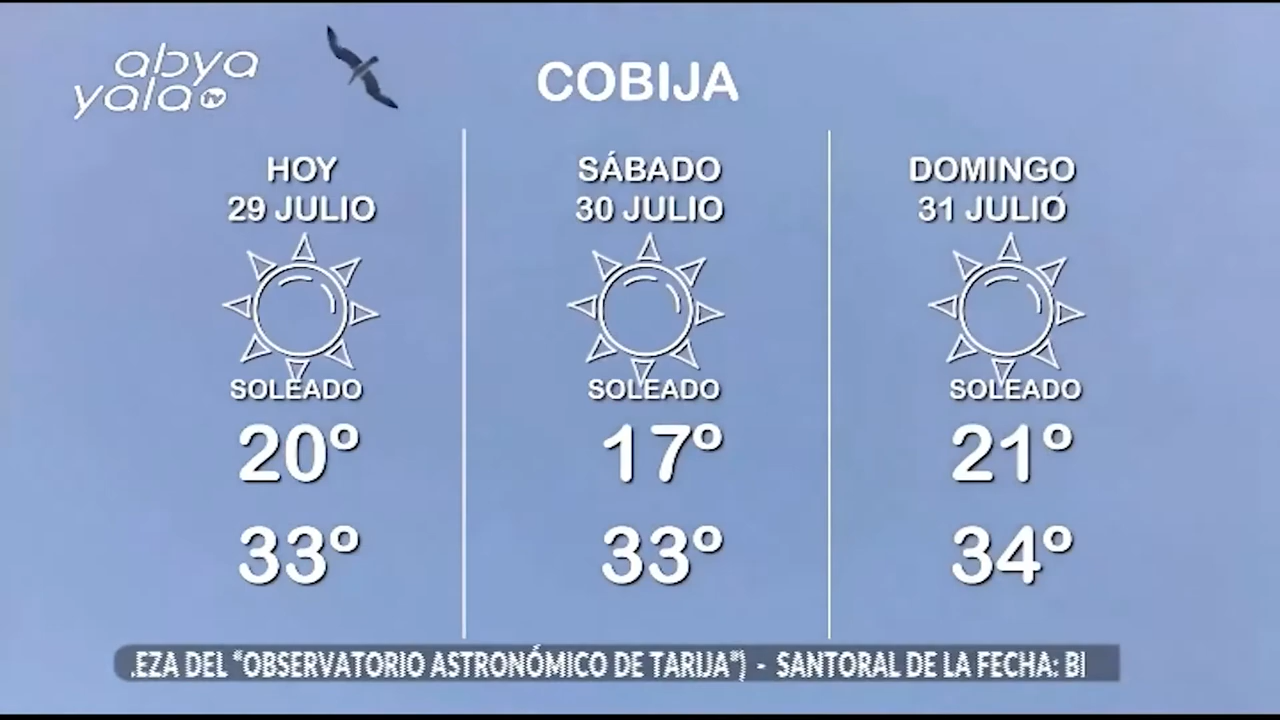 abya
yala tv
COBIJA
HOY
29 JULIO
SOLEADO
20º
33º
SÁBADO
30 JULIO
SOLEADO
17º
33º
DOMINGO
31 JULIO
SOLEADO
21º
34º
EZA DEL "OBSERVATORIO ASTRONÓMICO DE TARIJA") - SANTORAL DE LA FECHA: